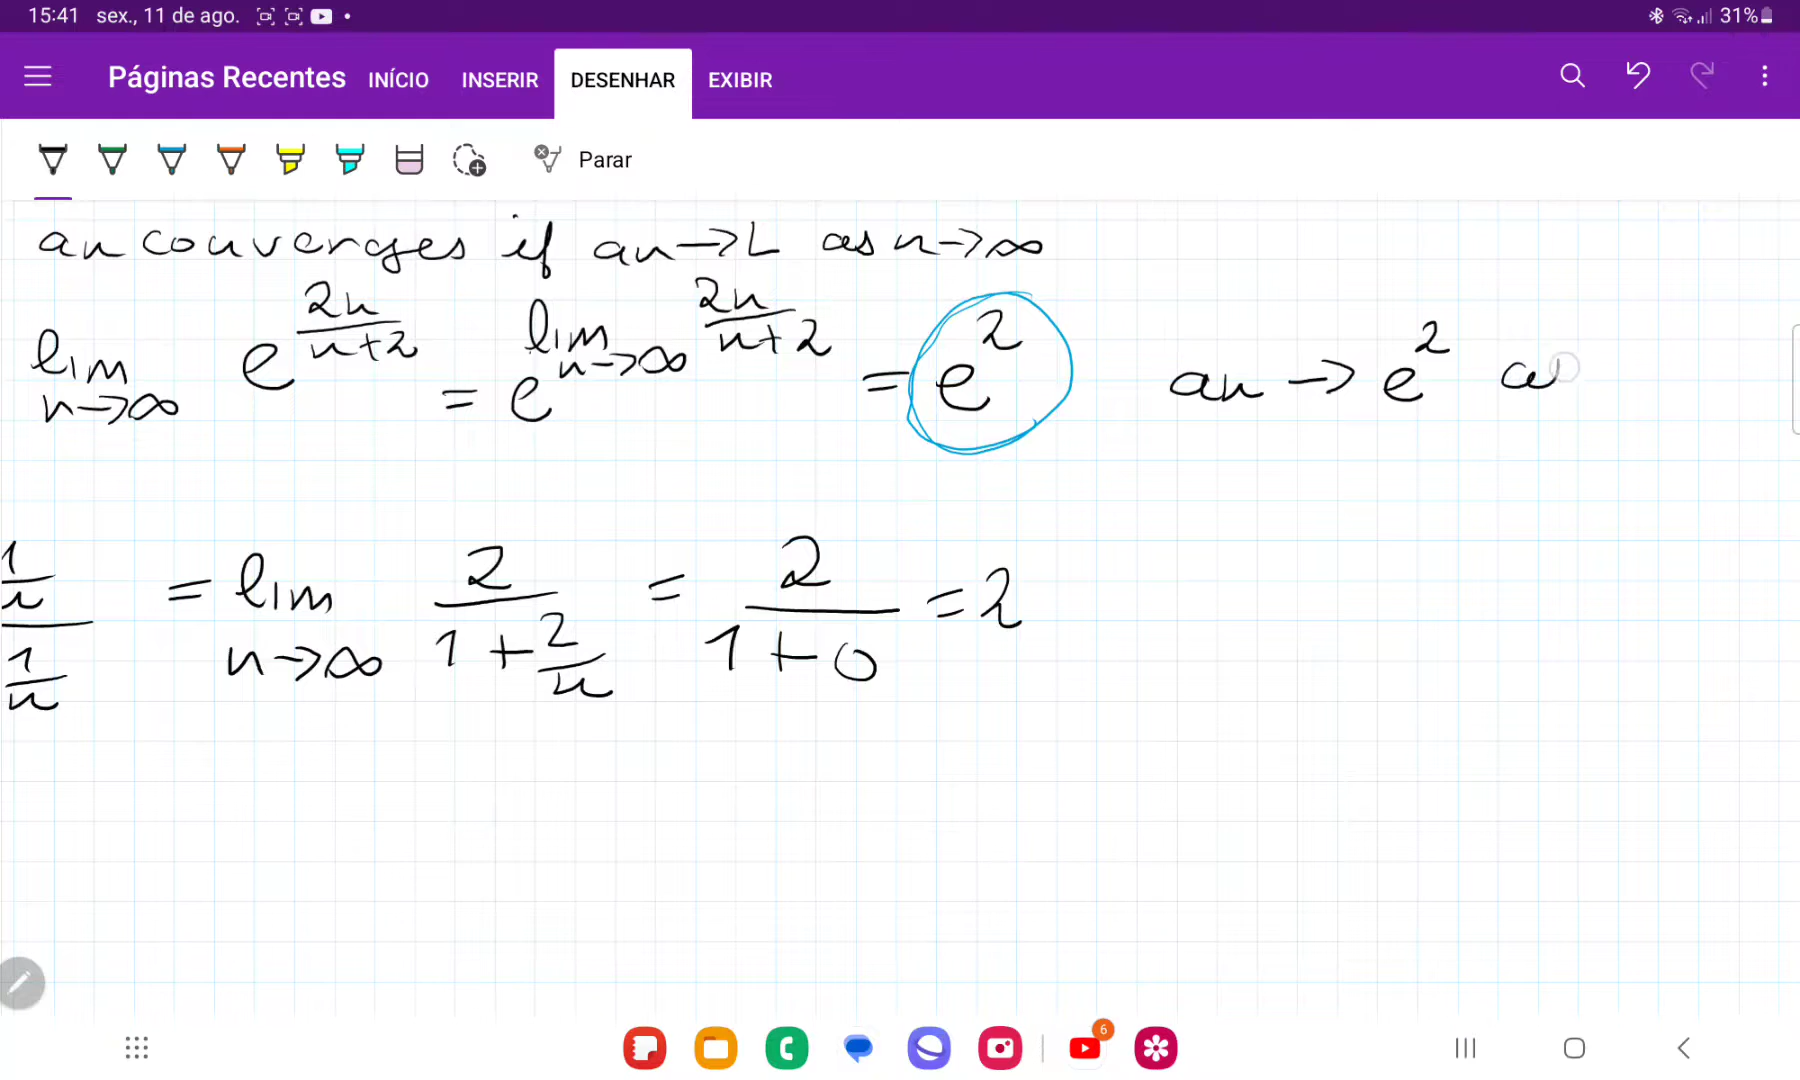 15:41 sex., 11 de ago. •
31%
Páginas Recentes INÍCIO INSERIR DESENHAR EXIBIR
Parar
an converges if an → L as n → ∞
lim n→∞ e^(2n/(n+2)) = e^(lim n→∞ 2n/(n+2)) = e^2 an → e^2 as
1/n / 1/n = lim n→∞ 2/(1+2/n) = 2/(1+0) = 2
6